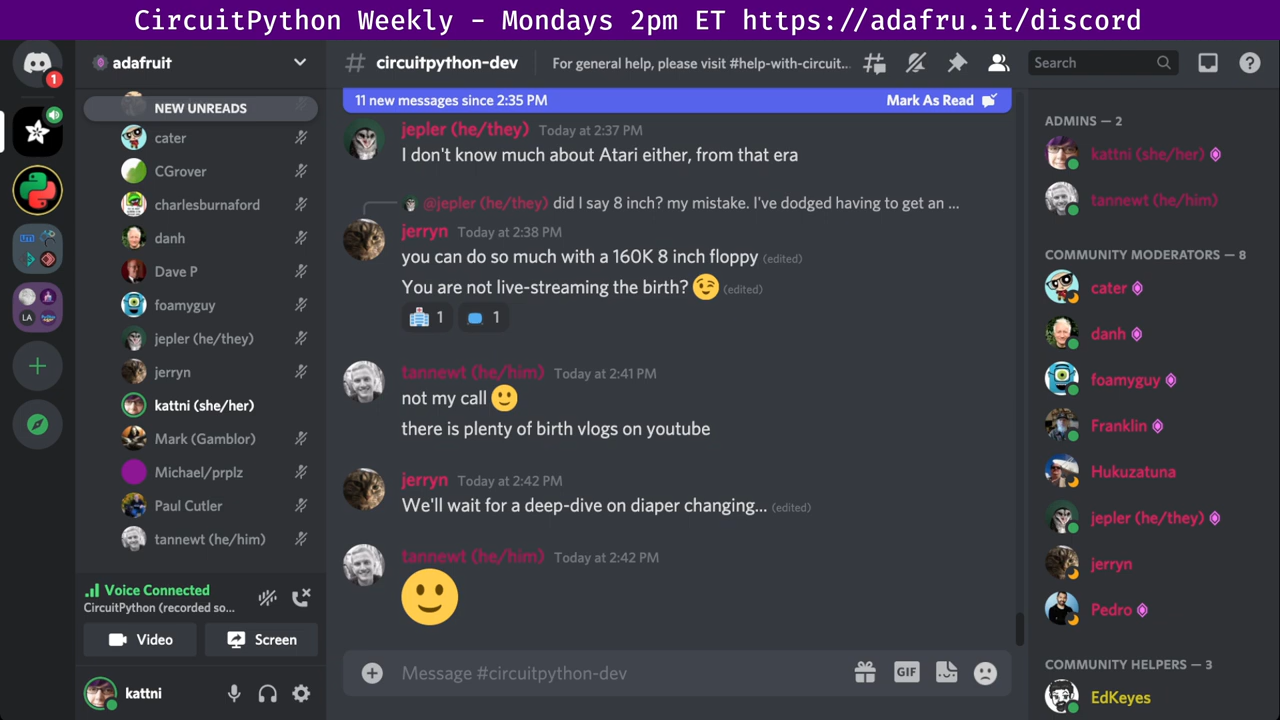 CircuitPython Weekly - Mondays 2pm ET https://adafru.it/discord
1
LA
adafruit
NEW UNREADS
cater
CGrover
charlesburnaford
danh
Dave P
foamyguy
jepler (he/they)
jerryn
kattni (she/her)
Mark (Gamblor)
Michael/prplz
Paul Cutler
tannewt (he/him)
Voice Connected
CircuitPython (recorded so...
Video Screen
kattni
# circuitpython-dev For general help, please visit #help-with-circuit...
11 new messages since 2:35 PM Mark As Read
jepler (he/they) Today at 2:37 PM
I don't know much about Atari either, from that era
@jepler (he/they) did I say 8 inch? my mistake. I've dodged having to get an ...
jerryn Today at 2:38 PM
you can do so much with a 160K 8 inch floppy (edited)
You are not live-streaming the birth? (edited)
1 1
tannewt (he/him) Today at 2:41 PM
not my call
there is plenty of birth vlogs on youtube
jerryn Today at 2:42 PM
We'll wait for a deep-dive on diaper changing... (edited)
tannewt (he/him) Today at 2:42 PM
Message #circuitpython-dev
GIF
Search
ADMINS — 2
kattni (she/her)
tannewt (he/him)
COMMUNITY MODERATORS — 8
cater
danh
foamyguy
Franklin
Hukuzatuna
jepler (he/they)
jerryn
Pedro
COMMUNITY HELPERS — 3
EdKeyes